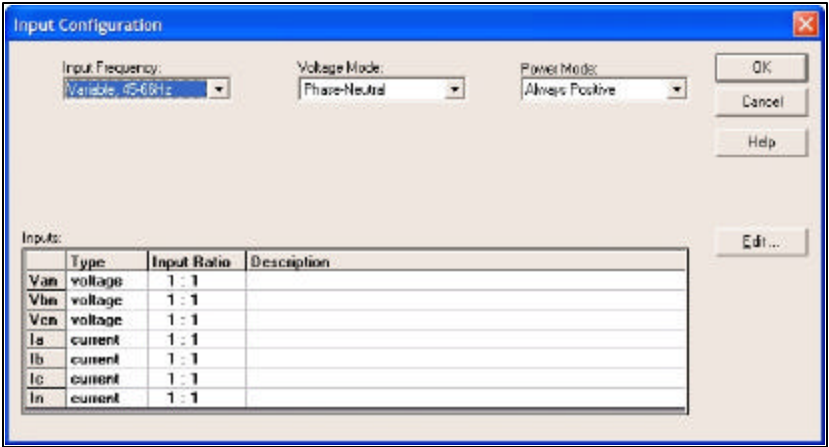 Input Configuration
Input Frequency: Voltage Mode: Power Mode: OK
Variable, 45-66Hz Phase-Neutral Always Positive
Cancel
Help
Inputs: Edit...
Type Input Ratio Description
Van voltage 1 : 1
Vbn voltage 1 : 1
Vcn voltage 1 : 1
Ia current 1 : 1
Ib current 1 : 1
Ic current 1 : 1
In current 1 : 1